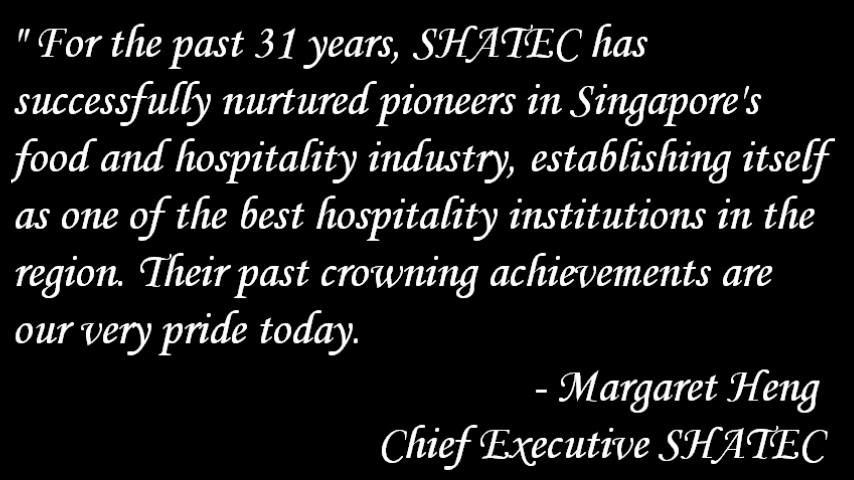 " For the past 31 years, SHATEC has
successfully nurtured pioneers in Singapore's
food and hospitality industry, establishing itself
as one of the best hospitality institutions in the
region. Their past crowning achievements are
our very pride today.
- Margaret Heng
Chief Executive SHATEC